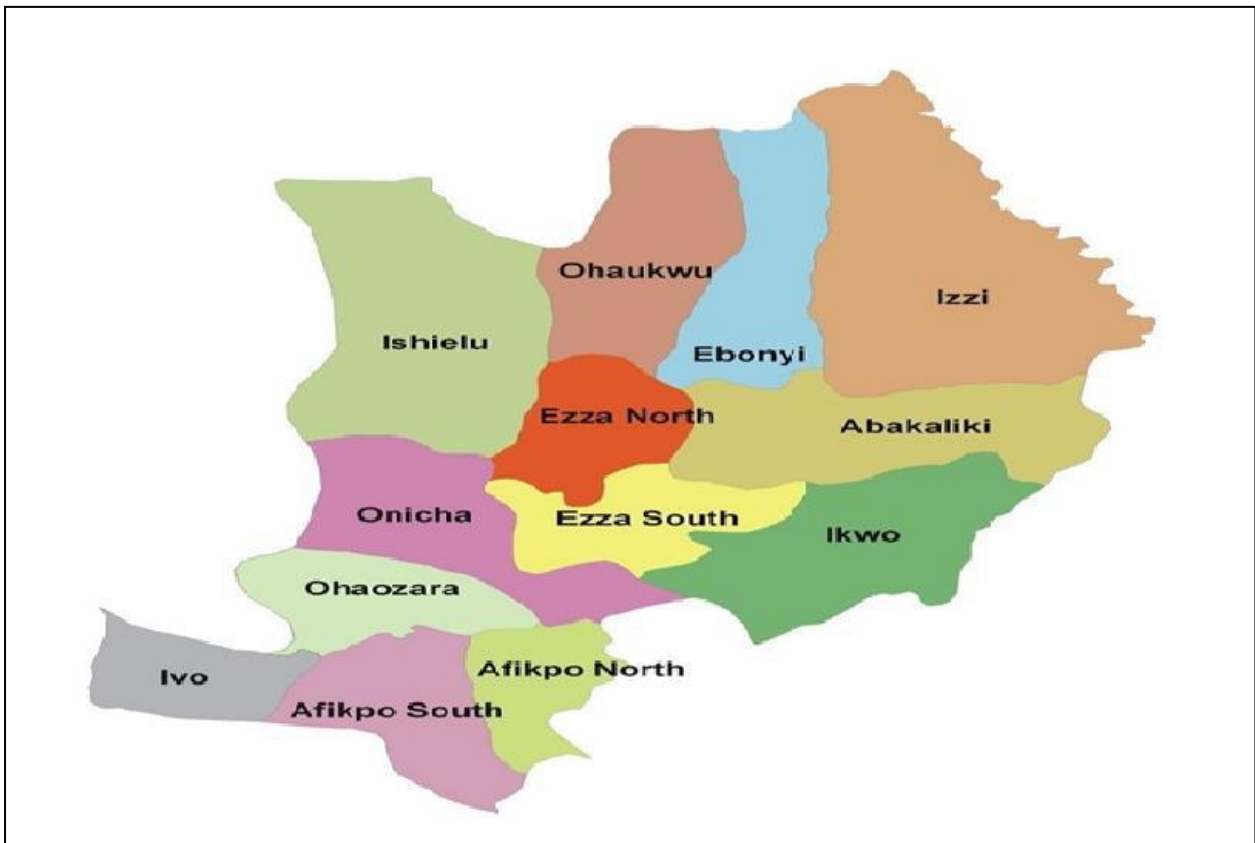 Ohaukwu
Izzi
Ishielu
Ebonyi
Ezza North
Abakaliki
Onicha
Ezza South
Ikwo
Ohaozara
Ivo
Afikpo North
Afikpo South